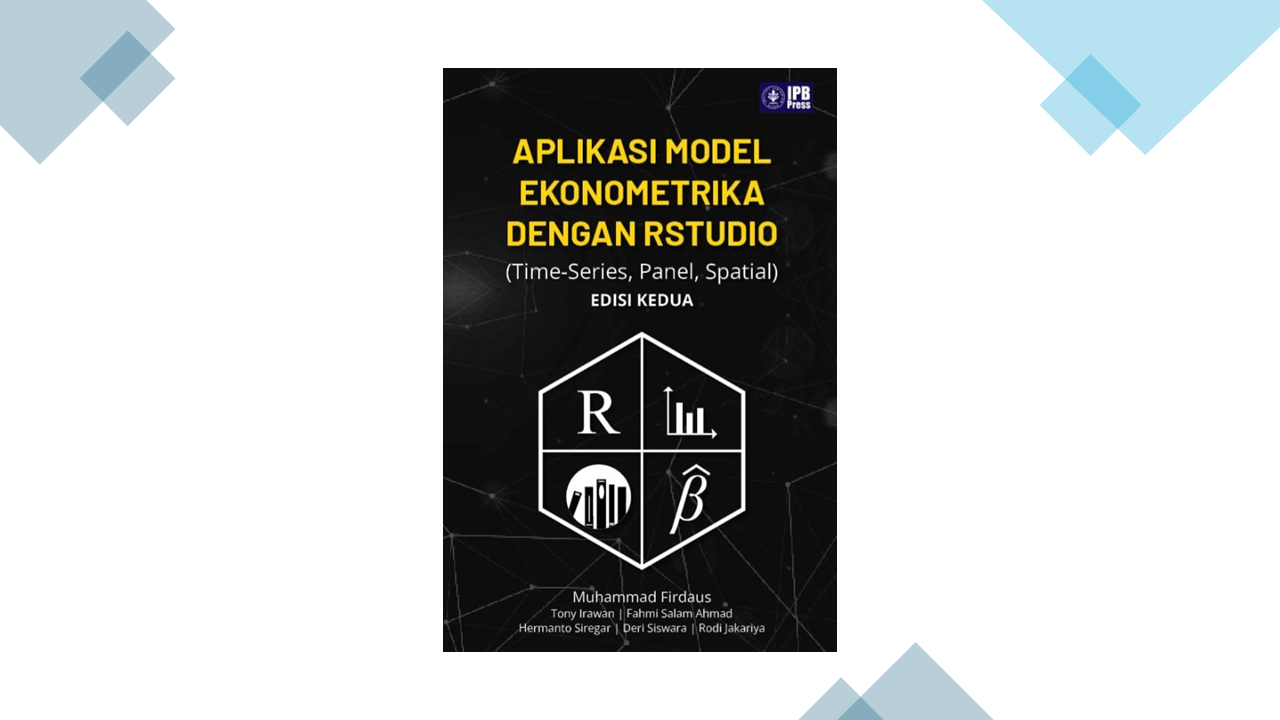 IPB
Press
APLIKASI MODEL
EKONOMETRIKA
DENGAN RSTUDIO
(Time-Series, Panel, Spatial)
EDISI KEDUA
R
β̂
Muhammad Firdaus
Tony Irawan | Fahmi Salam Ahmad
Hermanto Siregar | Deri Siswara | Rodi Jakariya